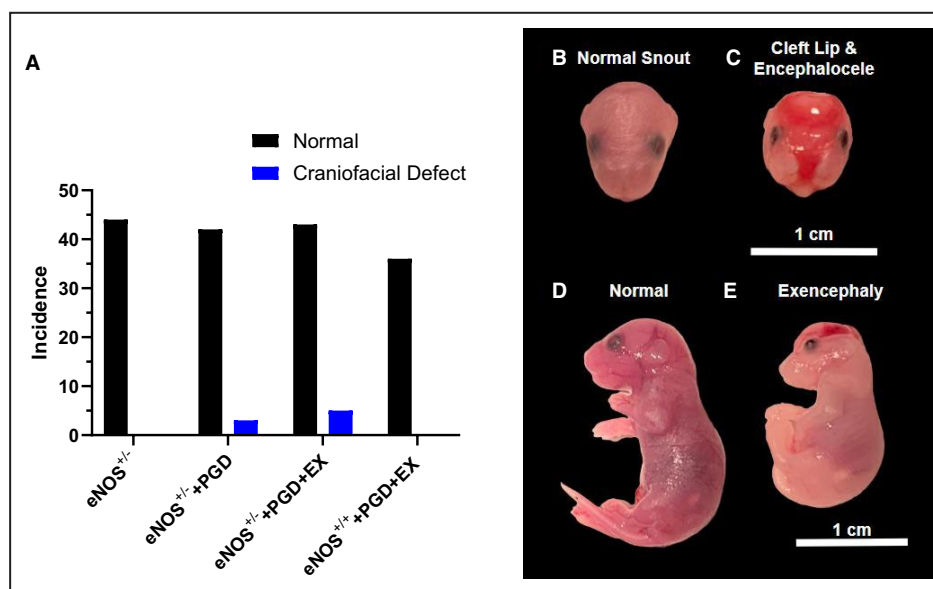 A
Normal
Craniofacial Defect
Incidence
50
40
30
20
10
0
eNOS+/-
eNOS+/-+PGD
eNOS+/-+PGD+EX
eNOS+/++PGD+EX
B Normal Snout
C Cleft Lip &
Encephalocele
1 cm
D Normal
E Exencephaly
1 cm